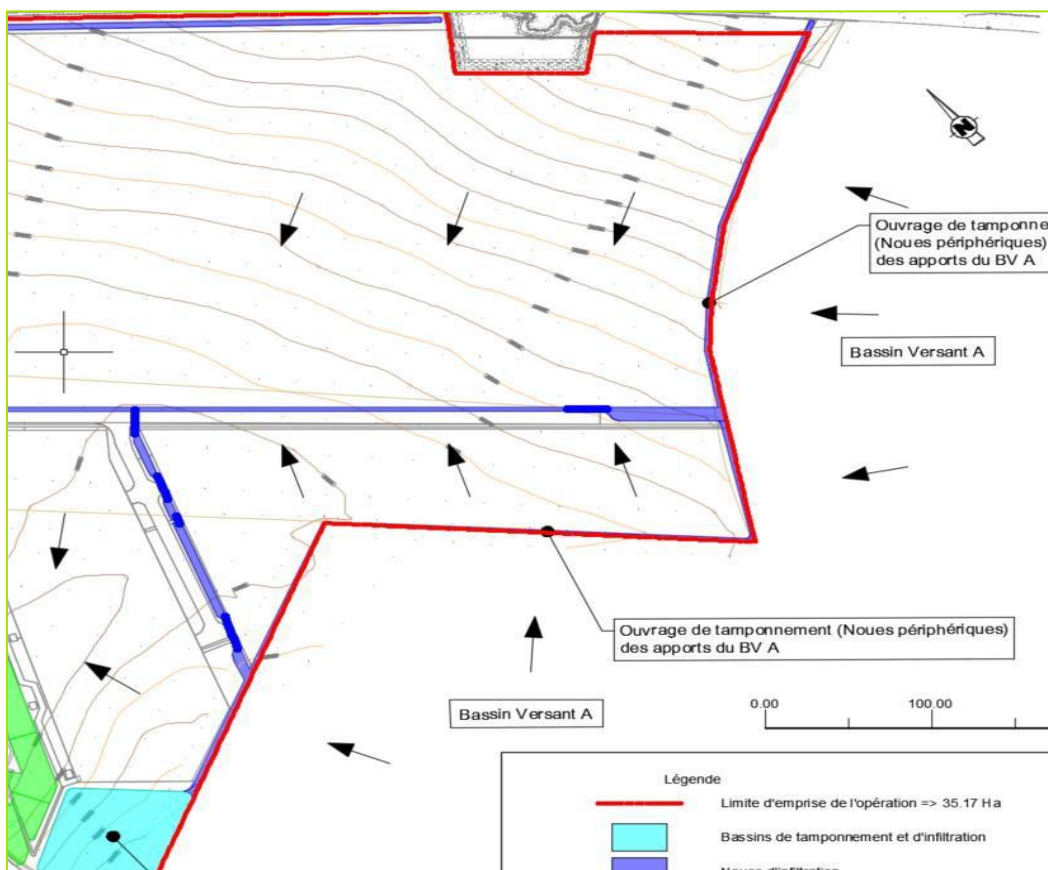 N
Ouvrage de tamponne
(Noues périphériques)
des apports du BV A
Bassin Versant A
Ouvrage de tamponnement (Noues périphériques)
des apports du BV A
Bassin Versant A
0.00 100.00
Légende
Limite d'emprise de l'opération => 35.17 Ha
Bassins de tamponnement et d'infiltration
Noues d'infiltration